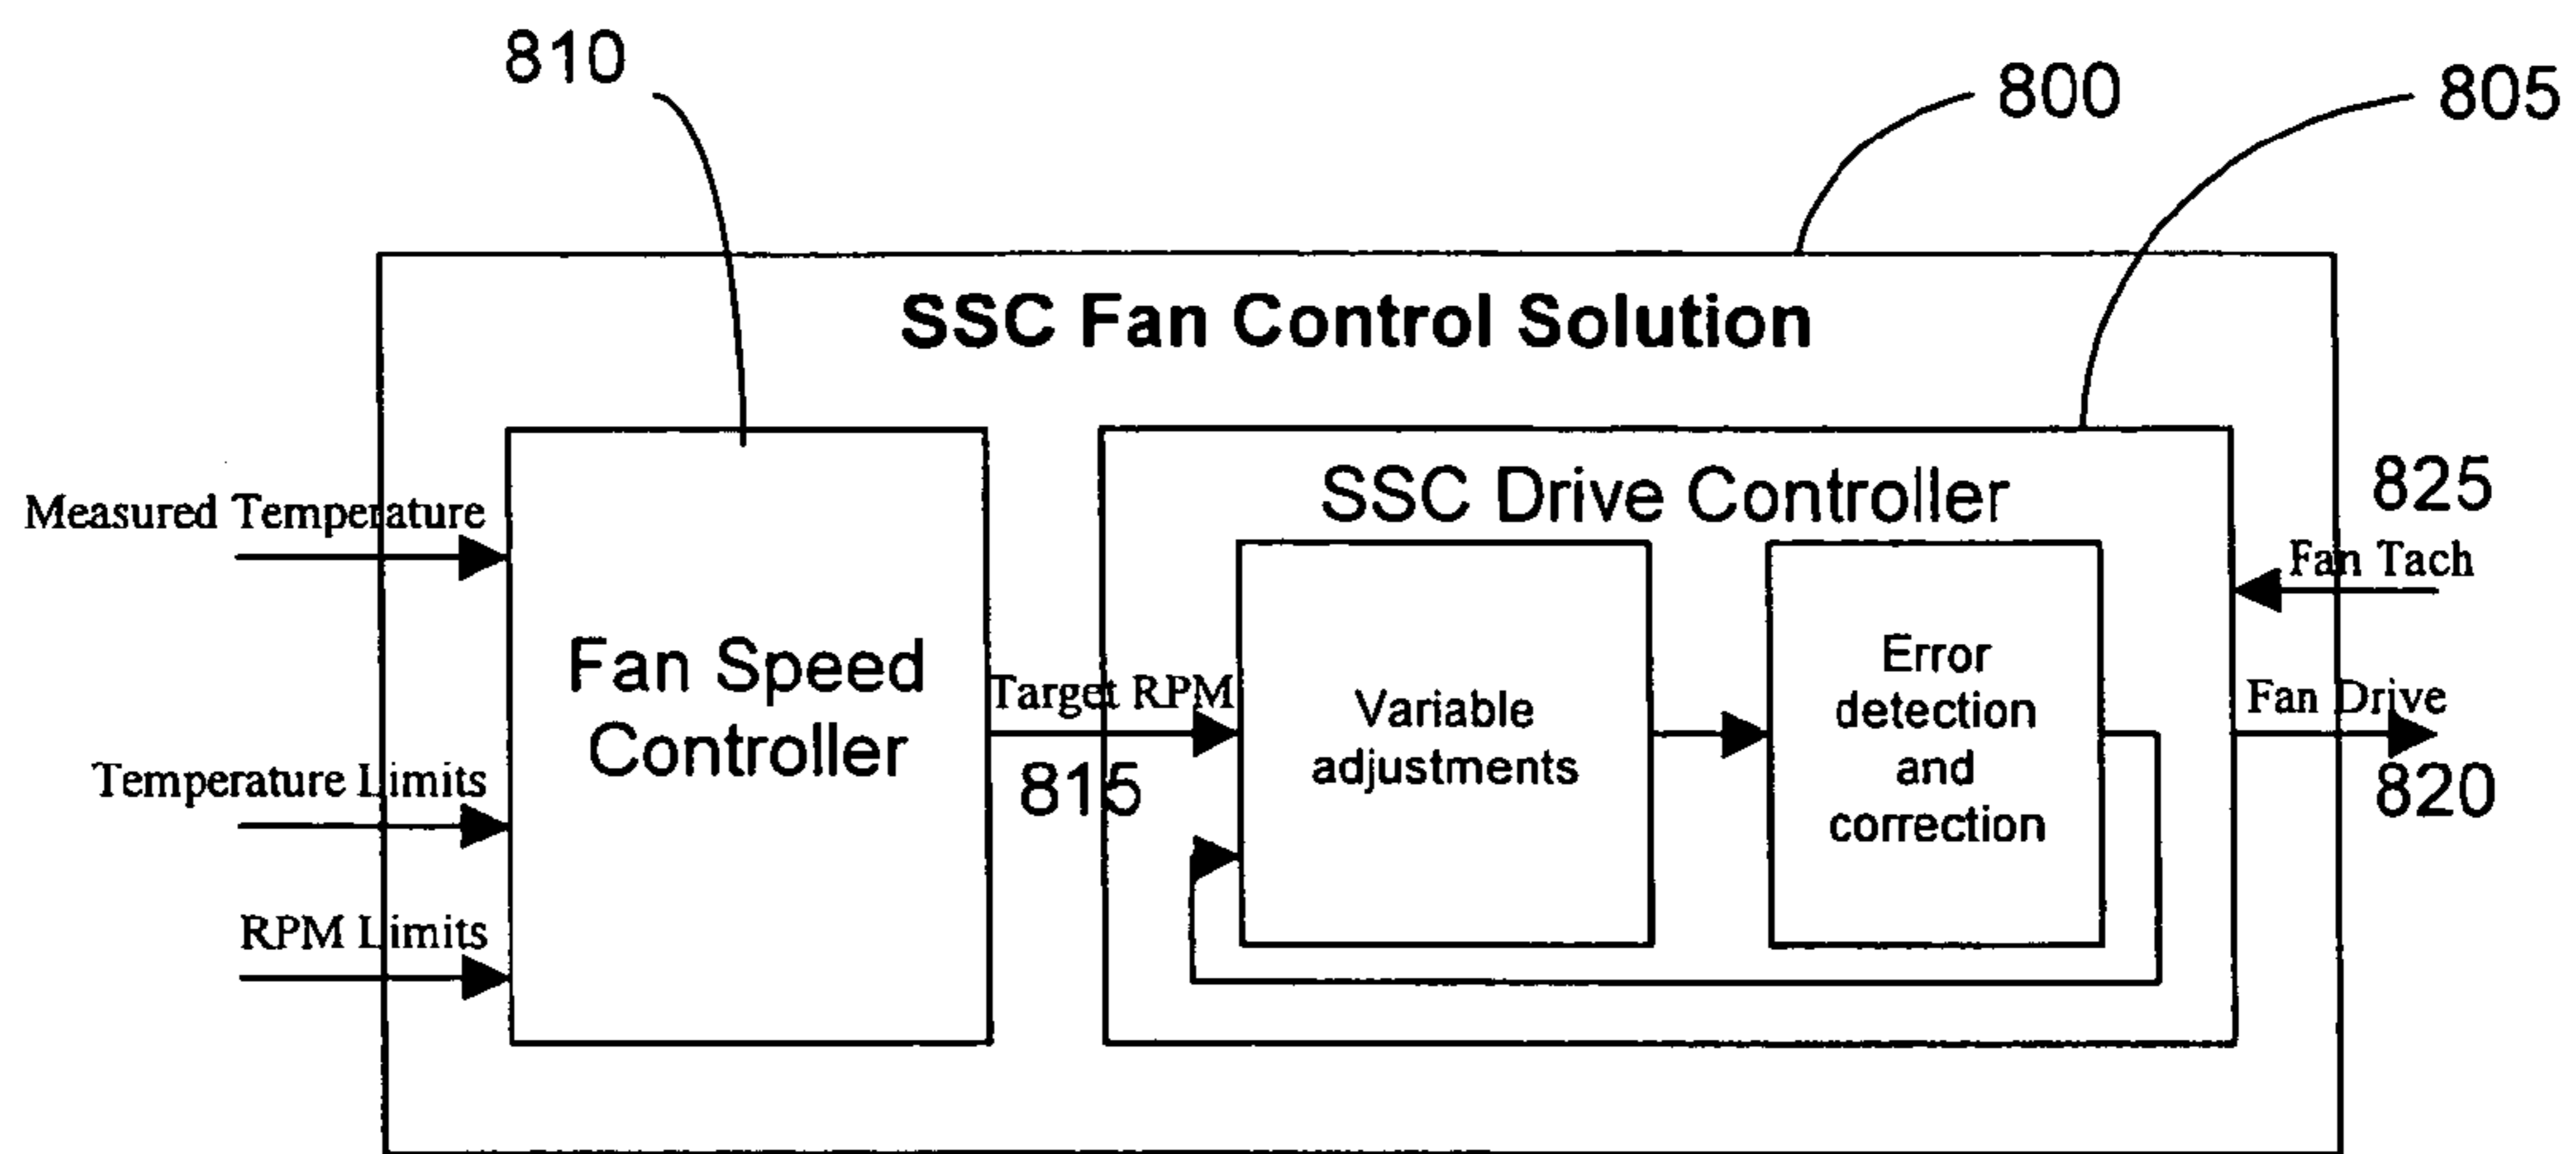 810
800
805
SSC Fan Control Solution
Measured Temperature
Temperature Limits
RPM Limits
Fan Speed
Controller
Target RPM
815
SSC Drive Controller
Variable
adjustments
Error
detection
and
correction
825
Fan Tach
Fan Drive
820